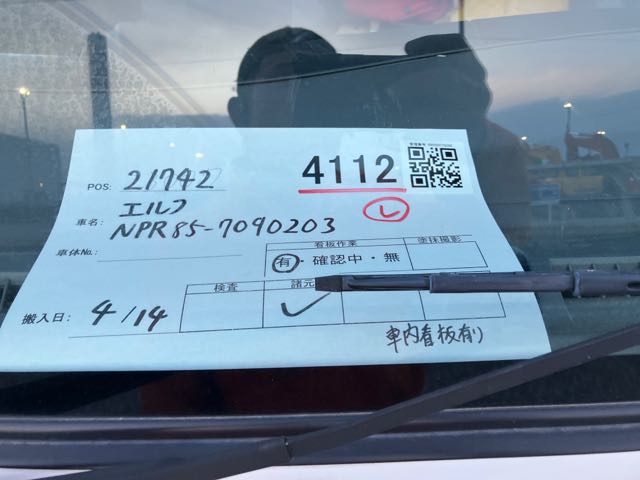 4112
POS: 21742
エルフ
車名: NPR85-7090203
レ
車体No.:
看板作業 塗抹撮影
有・確認中・無
検査 諸元
搬入日: 4/14
車内看板有り